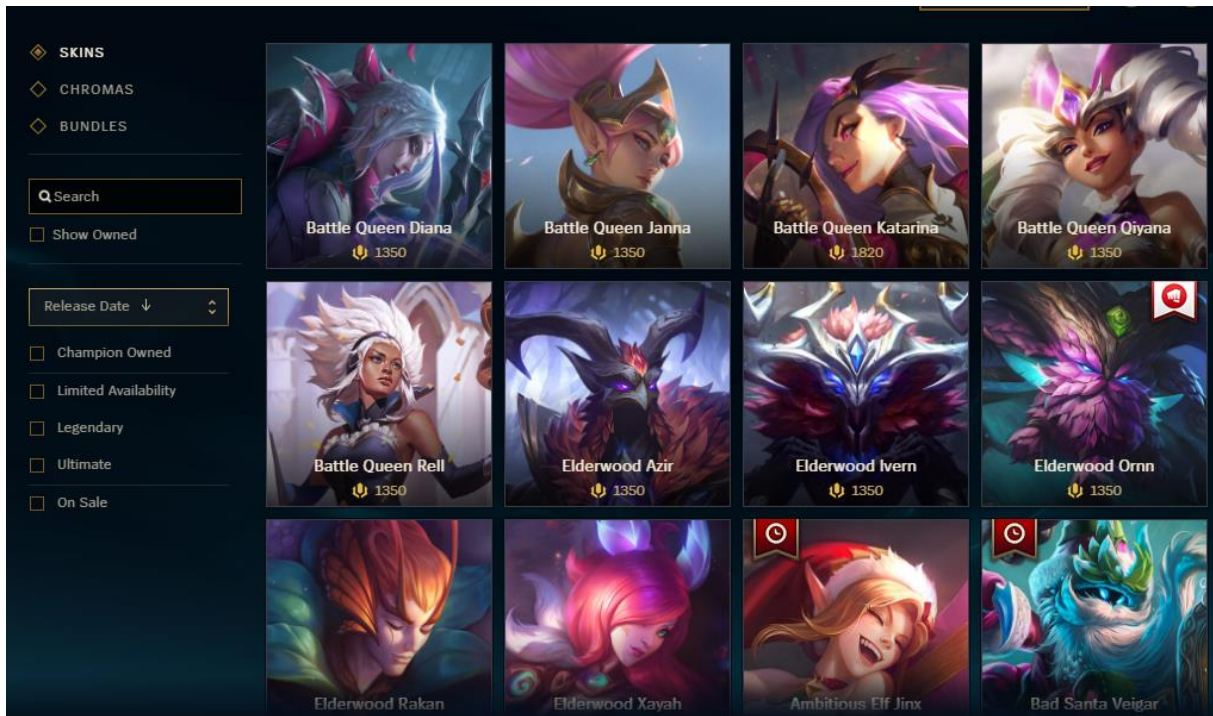 SKINS
CHROMAS
BUNDLES
Search
Show Owned
Release Date ↓
Champion Owned
Limited Availability
Legendary
Ultimate
On Sale
Battle Queen Diana
1350
Battle Queen Janna
1350
Battle Queen Katarina
1820
Battle Queen Qiyana
1350
Battle Queen Rell
1350
Elderwood Azir
1350
Elderwood Ivern
1350
Elderwood Ornn
1350
Elderwood Rakan
Elderwood Xayah
Ambitious Elf Jinx
Bad Santa Veigar